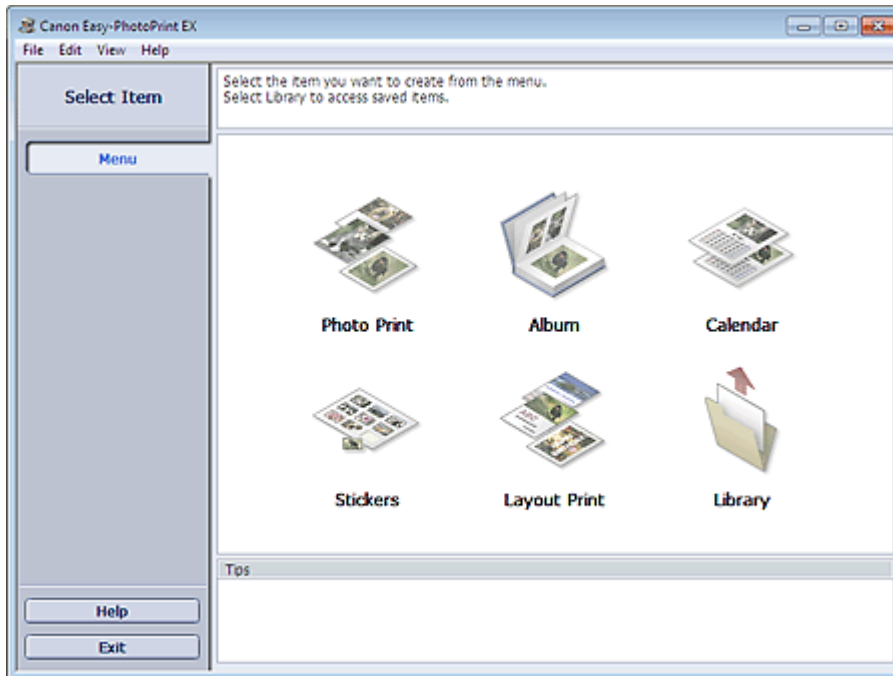 Canon Easy-PhotoPrint EX
File Edit View Help
Select Item
Select the item you want to create from the menu.
Select Library to access saved items.
Menu
Photo Print
Album
Calendar
Stickers
Layout Print
Library
Tips
Help
Exit